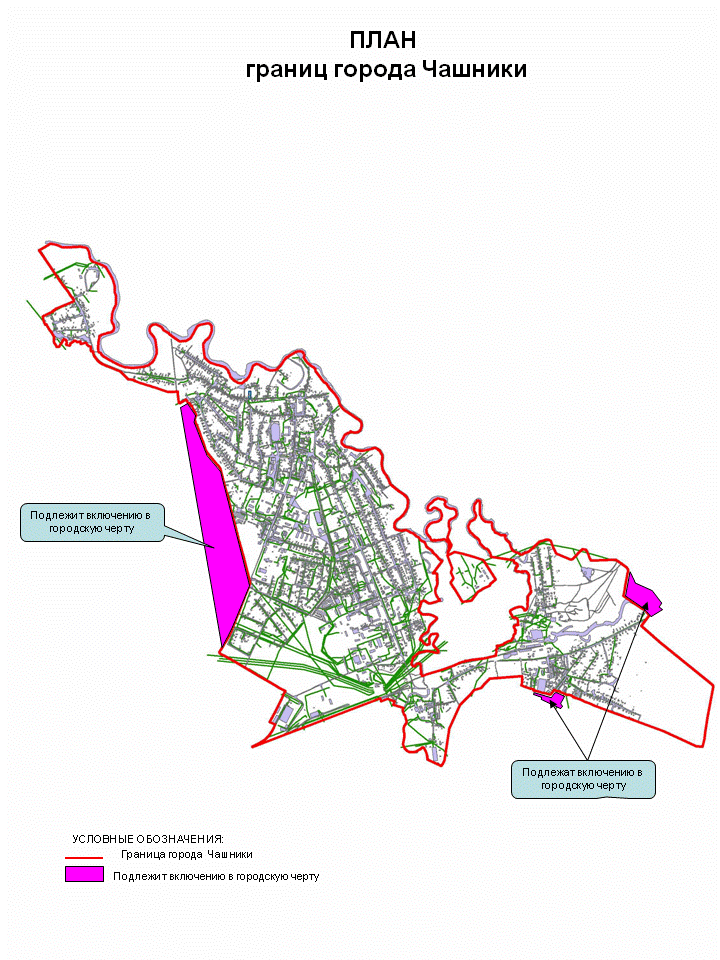 ПЛАН
границ города Чашники
Подлежит включению в
городскую черту
Подлежат включению в
городскую черту
УСЛОВНЫЕ ОБОЗНАЧЕНИЯ:
Граница города Чашники
Подлежит включению в городскую черту